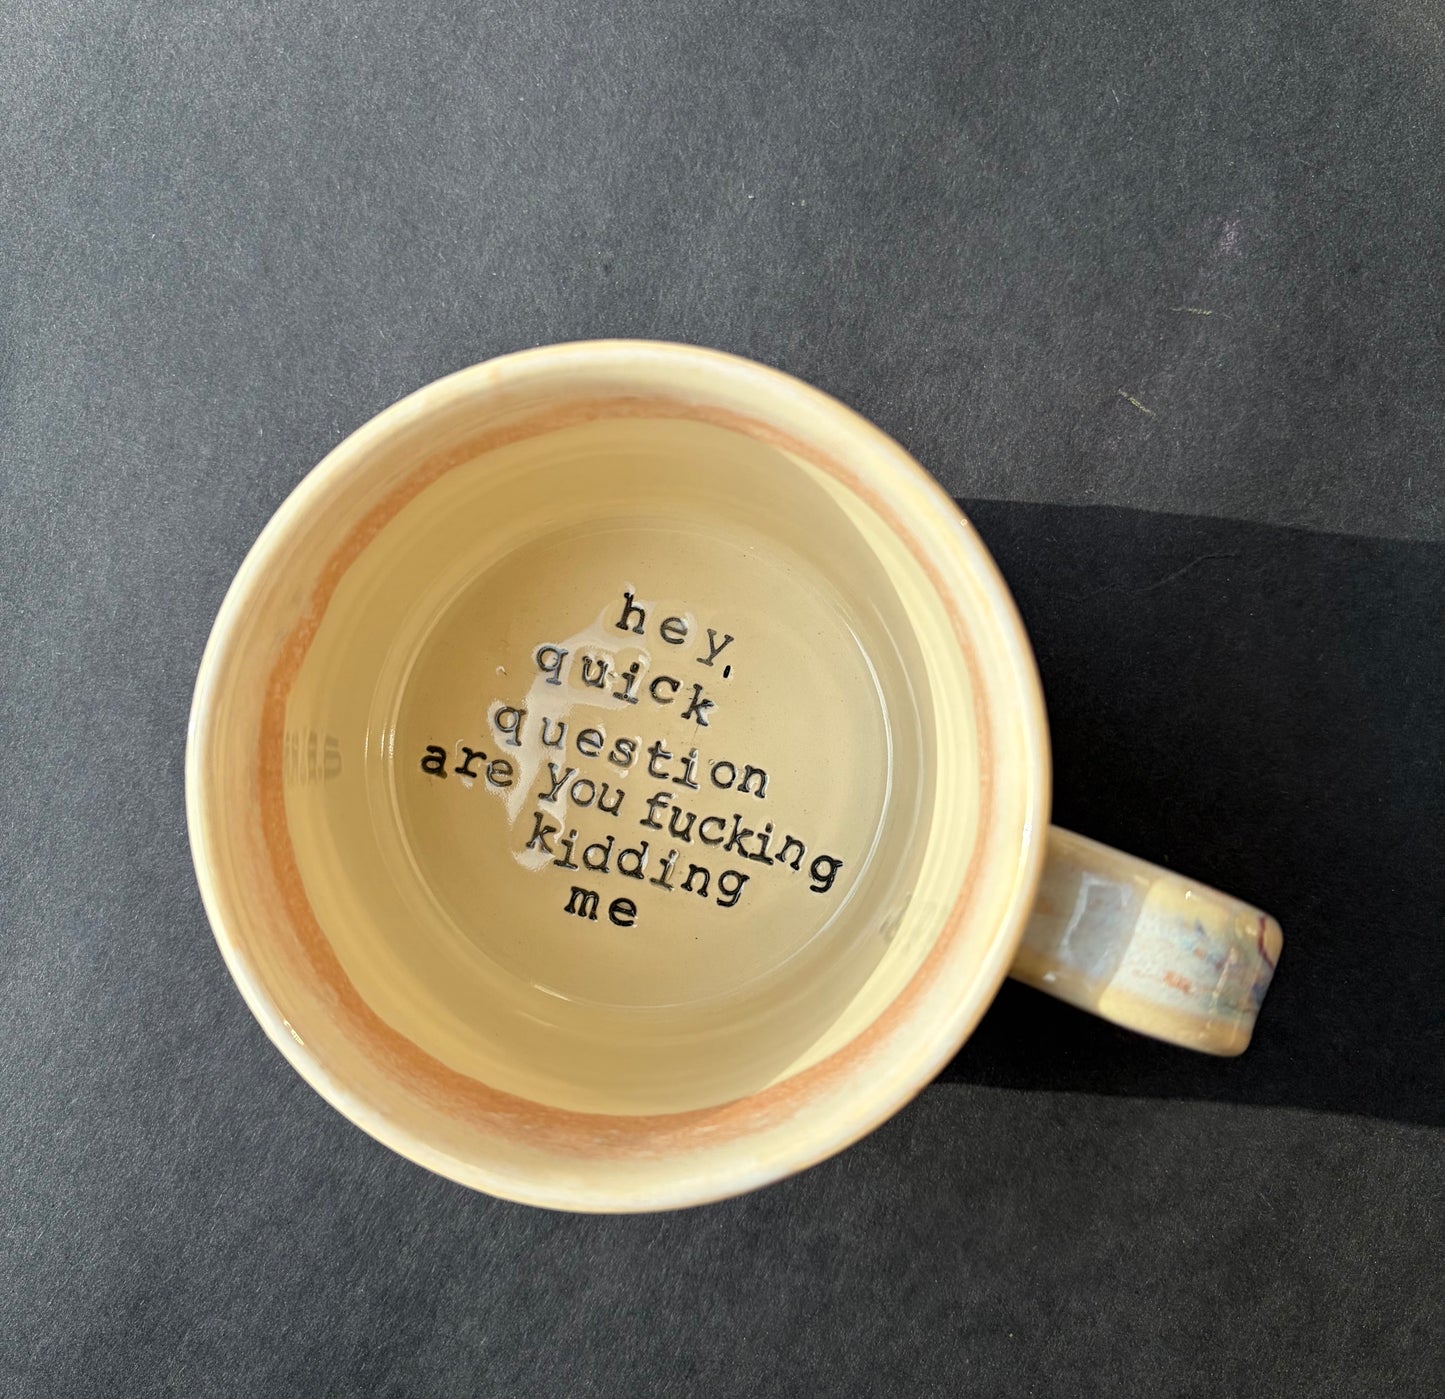 hey,
quick
question
are you fucking
kidding
me